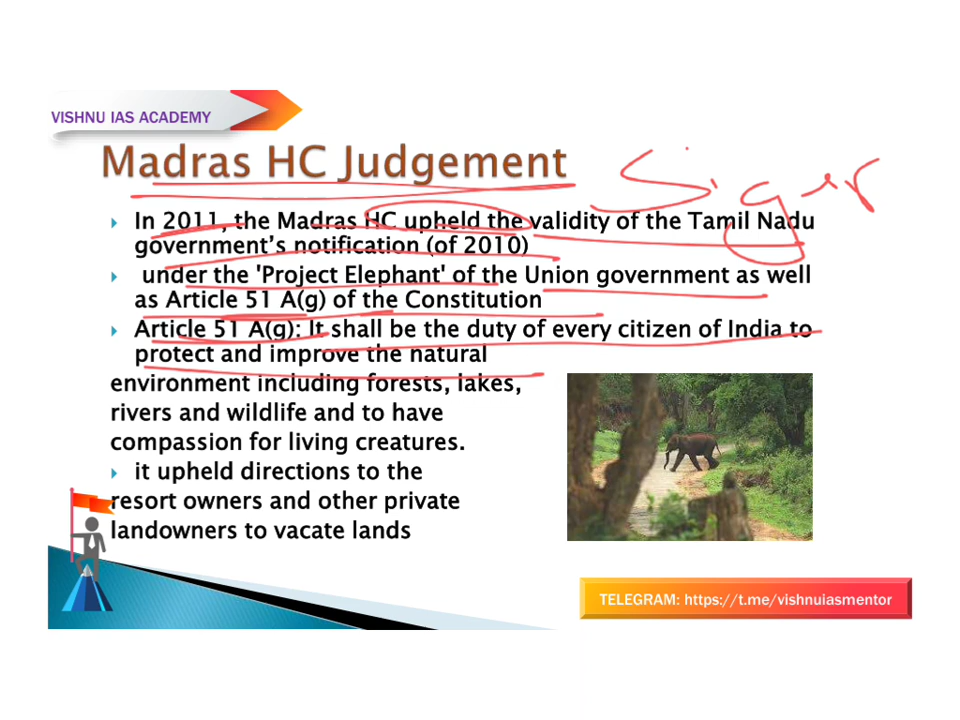 VISHNU IAS ACADEMY
Madras HC Judgement
Siger
In 2011, the Madras HC upheld the validity of the Tamil Nadu
government's notification (of 2010)
under the 'Project Elephant' of the Union government as well
as Article 51 A(g) of the Constitution
Article 51 A(g): It shall be the duty of every citizen of India to
protect and improve the natural
environment including forests, lakes,
rivers and wildlife and to have
compassion for living creatures.
it upheld directions to the
resort owners and other private
landowners to vacate lands
TELEGRAM: https://t.me/vishnuiasmentor